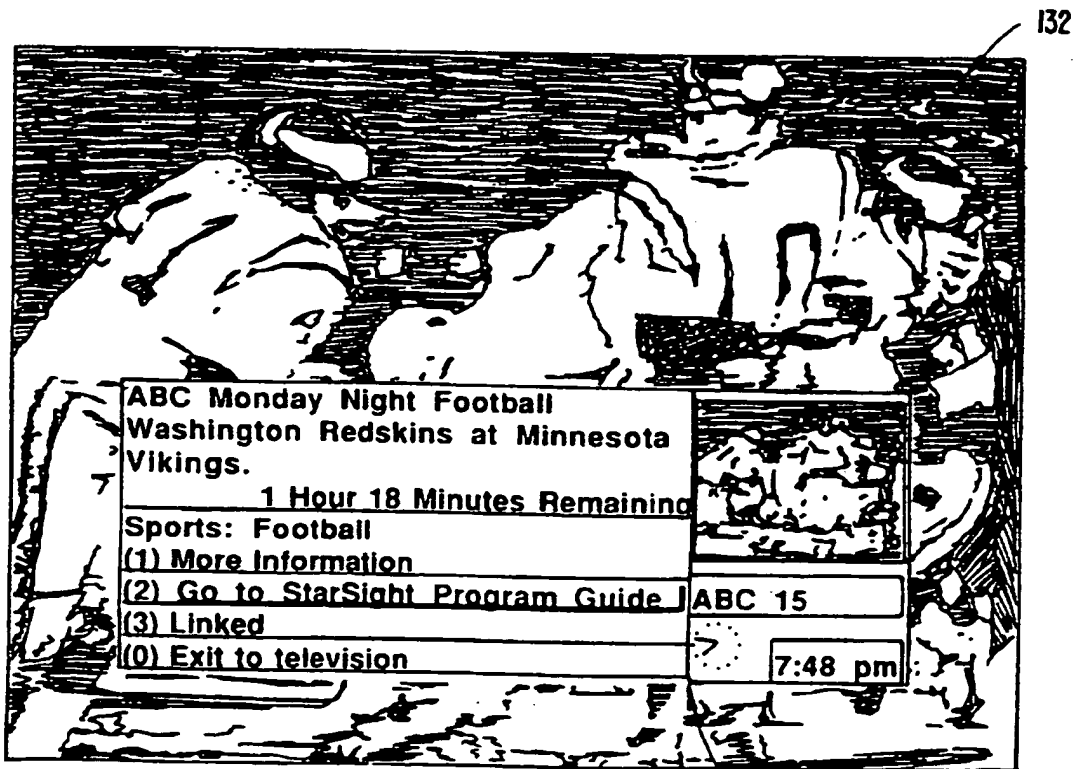 132
ABC Monday Night Football
Washington Redskins at Minnesota
Vikings.
1 Hour 18 Minutes Remaining
Sports: Football
(1) More Information
(2) Go to StarSight Program Guide
ABC 15
(3) Linked
(0) Exit to television
7:48 pm